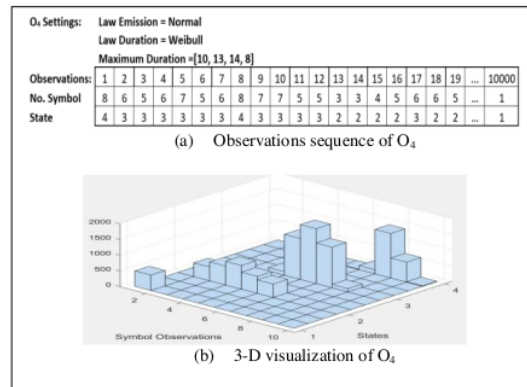 O₄ Settings: Law Emission = Normal
Law Duration = Weibull
Maximum Duration =[10, 13, 14, 8]
Observations: 1 2 3 4 5 6 7 8 9 10 11 12 13 14 15 16 17 18 19 ... 10000
No. Symbol 8 6 5 6 7 5 6 8 7 7 5 5 3 3 4 5 6 6 5 ... 1
State 4 3 3 3 3 3 3 4 3 3 3 3 2 2 2 2 3 2 2 ... 1
(a) Observations sequence of O₄
2000
1500
1000
500
0
2
4
6
8
10
1
2
3
4
Symbol Observations
States
(b) 3-D visualization of O₄